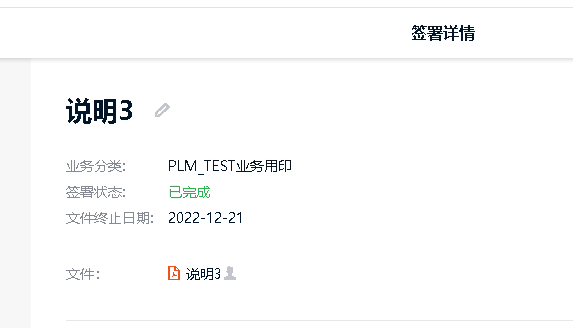 签署详情
说明3
业务分类: PLM_TEST业务用印
签署状态: 已完成
文件终止日期: 2022-12-21
文件: 说明3